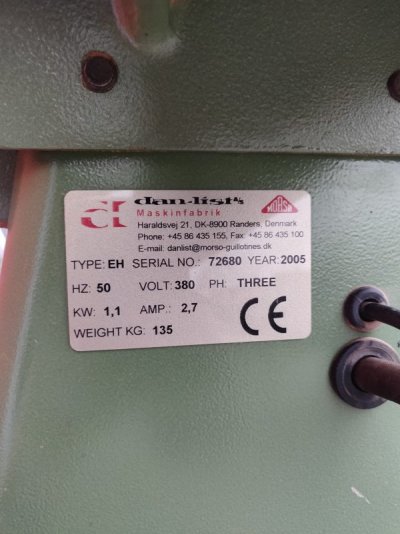 dan-list A/S
Maskinfabrik
MORSØ
Haraldsvej 21, DK-8900 Randers, Denmark
Phone: +45 86 435 155, Fax: +45 86 435 100
E-mail: danlist@morso-guillotines.dk
TYPE: EH SERIAL NO.: 72680 YEAR: 2005
HZ: 50 VOLT: 380 PH: THREE
KW: 1,1 AMP.: 2,7
WEIGHT KG: 135 CE